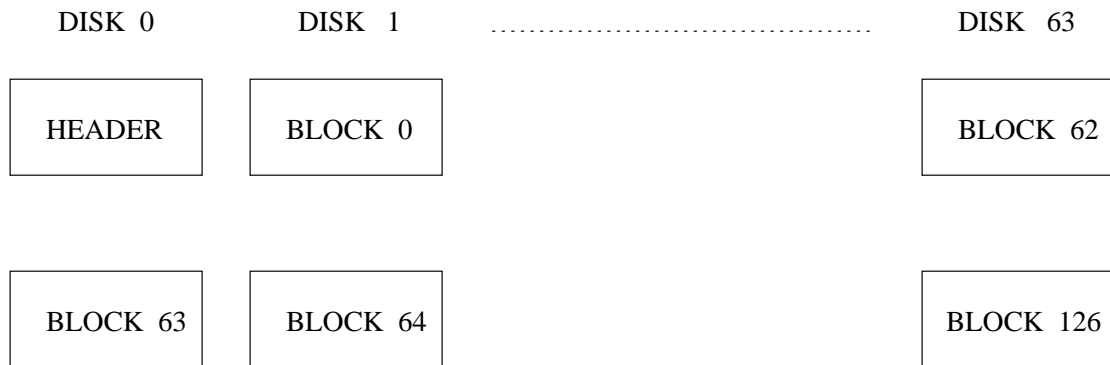 DISK 0 DISK 1 DISK 63
HEADER BLOCK 0 BLOCK 62
BLOCK 63 BLOCK 64 BLOCK 126